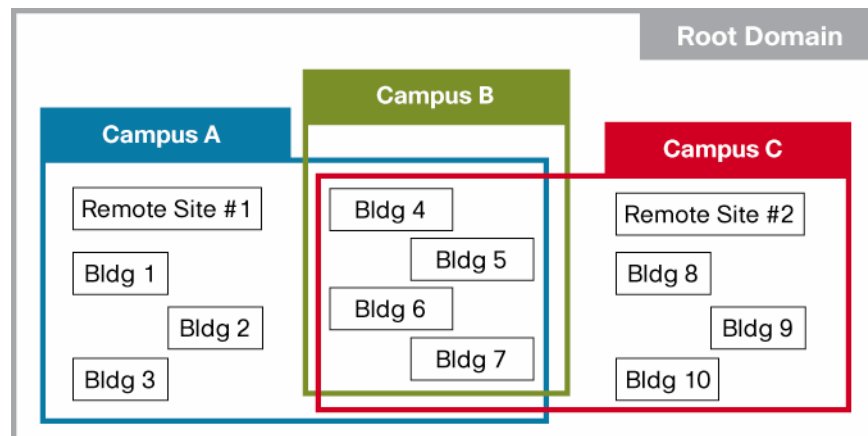 Root Domain
Campus B
Campus A
Campus C
Remote Site #1
Bldg 1
Bldg 2
Bldg 3
Bldg 4
Bldg 5
Bldg 6
Bldg 7
Remote Site #2
Bldg 8
Bldg 9
Bldg 10